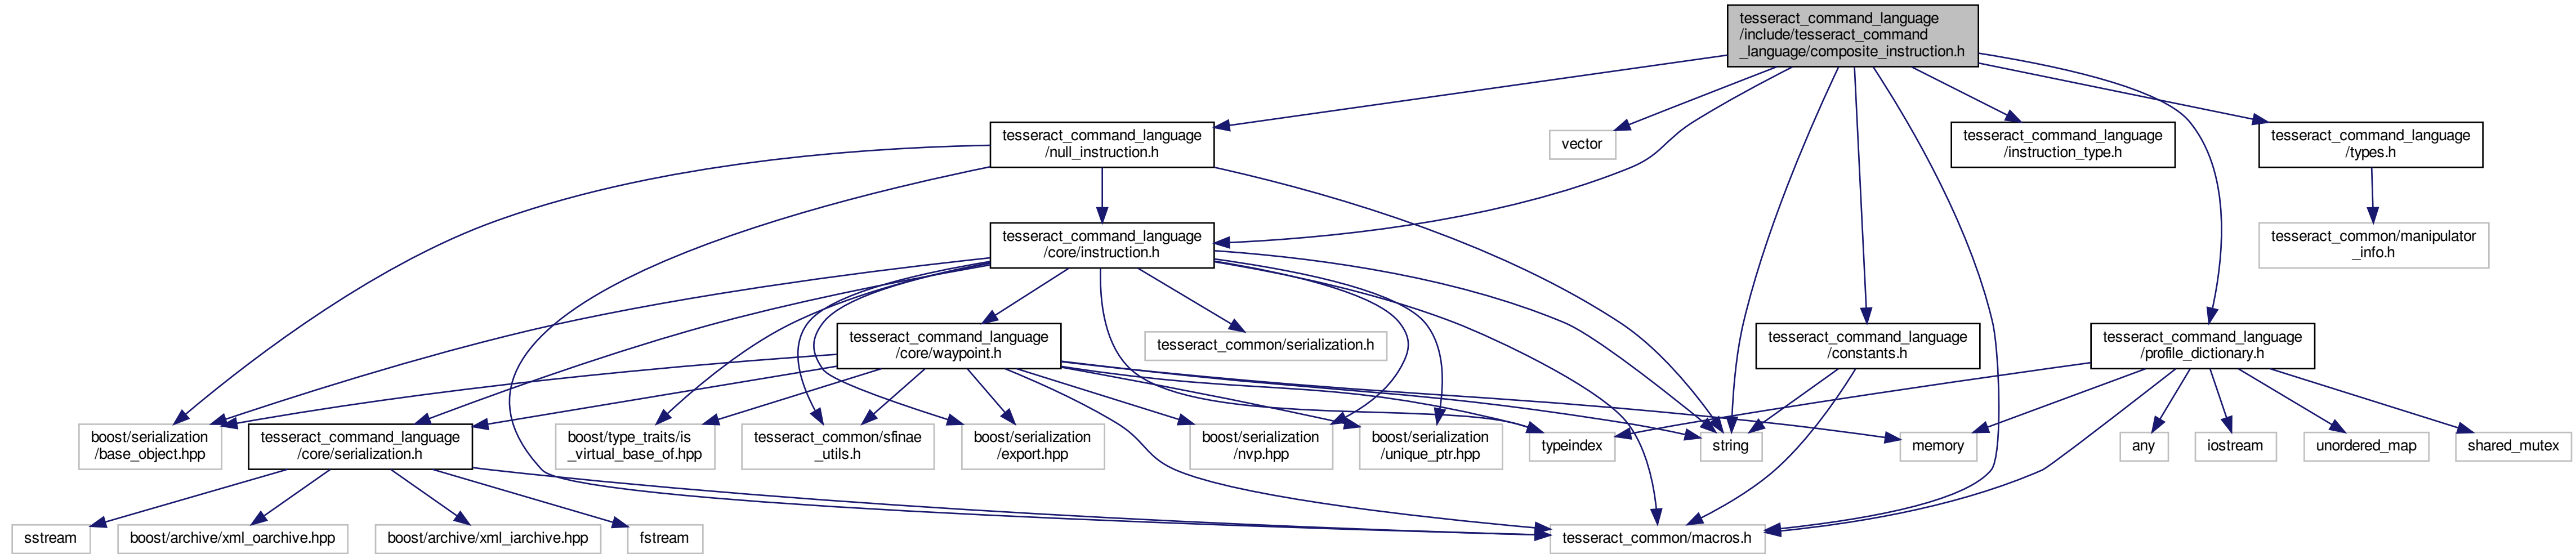 tesseract_command_language
/include/tesseract_command
_language/composite_instruction.h
tesseract_command_language
/null_instruction.h
vector
tesseract_command_language
/instruction_type.h
tesseract_command_language
/types.h
tesseract_command_language
/core/instruction.h
tesseract_common/manipulator
_info.h
tesseract_command_language
/core/waypoint.h
tesseract_common/serialization.h
tesseract_command_language
/constants.h
tesseract_command_language
/profile_dictionary.h
boost/serialization
/base_object.hpp
tesseract_command_language
/core/serialization.h
boost/type_traits/is
_virtual_base_of.hpp
tesseract_common/sfinae
_utils.h
boost/serialization
/export.hpp
boost/serialization
/nvp.hpp
boost/serialization
/unique_ptr.hpp
typeindex
string
memory
any
iostream
unordered_map
shared_mutex
sstream
boost/archive/xml_oarchive.hpp
boost/archive/xml_iarchive.hpp
fstream
tesseract_common/macros.h